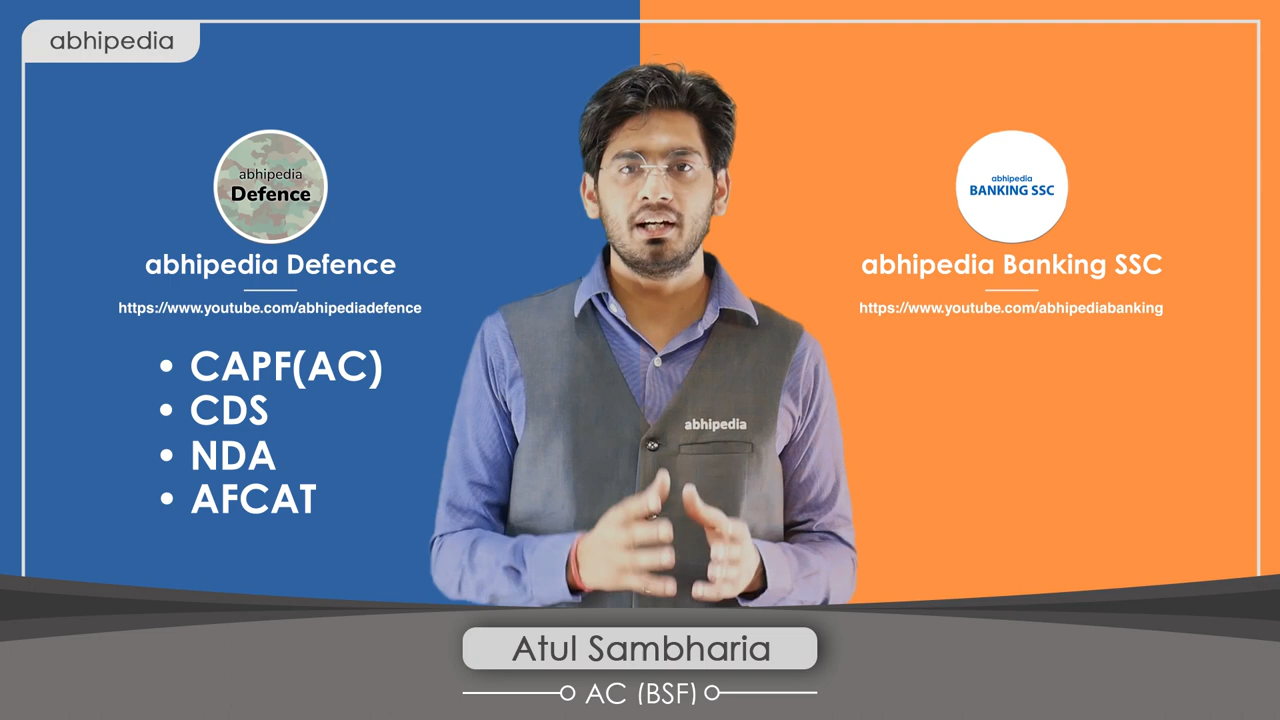 abhipedia
abhipedia
Defence
abhipedia Defence
https://www.youtube.com/abhipediadefence
• CAPF(AC)
• CDS
• NDA
• AFCAT
abhipedia
BANKING SSC
abhipedia Banking SSC
https://www.youtube.com/abhipediabanking
abhipedia
Atul Sambharia
AC (BSF)